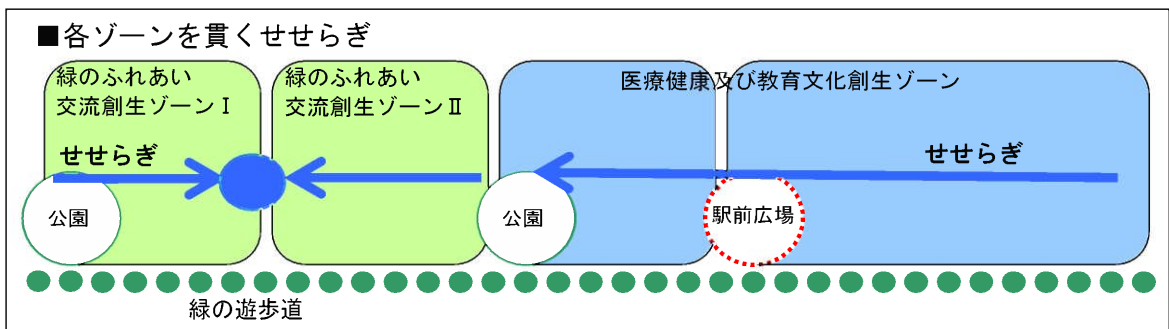 ■各ゾーンを貫くせせらぎ
緑のふれあい
交流創生ゾーンⅠ
緑のふれあい
交流創生ゾーンⅡ
医療健康及び教育文化創生ゾーン
せせらぎ
せせらぎ
公園
公園
駅前広場
緑の遊歩道